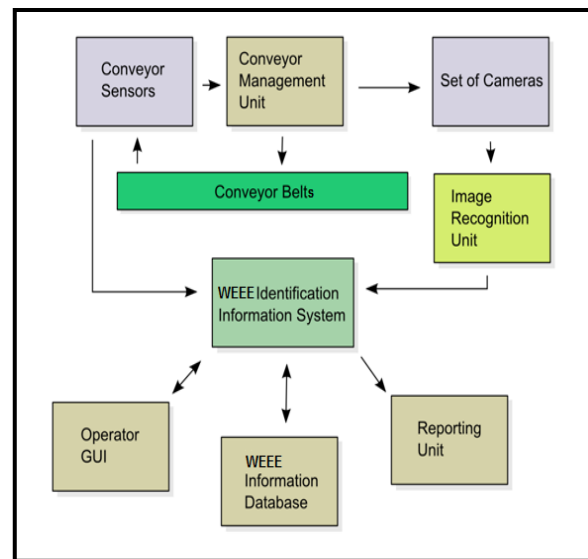 Conveyor
Sensors
Conveyor
Management
Unit
Set of Cameras
Conveyor Belts
Image
Recognition
Unit
WEEE Identification
Information System
Operator
GUI
WEEE
Information
Database
Reporting
Unit